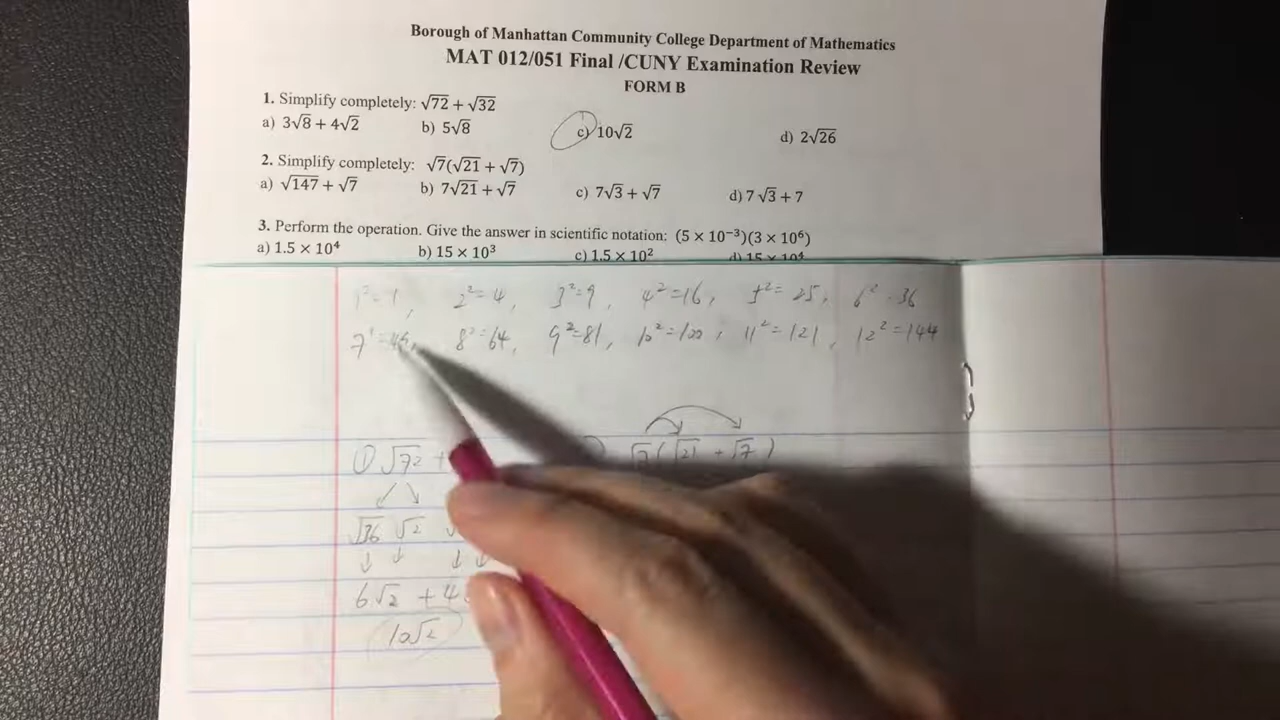 Borough of Manhattan Community College Department of Mathematics
MAT 012/051 Final /CUNY Examination Review
FORM B
1. Simplify completely: √72 + √32
a) 3√8 + 4√2 b) 5√8 c) 10√2 d) 2√26
2. Simplify completely: √7(√21 + √7)
a) √147 + √7 b) 7√21 + √7 c) 7√3 + √7 d) 7√3 + 7
3. Perform the operation. Give the answer in scientific notation: (5 × 10⁻³)(3 × 10⁶)
a) 1.5 × 10⁴ b) 15 × 10³ c) 1.5 × 10² d) 15 × 10⁴
1² = 1, 2² = 4, 3² = 9, 4² = 16, 5² = 25, 6² = 36
7² = 49, 8² = 64, 9² = 81, 10² = 100, 11² = 121, 12² = 144
① √72 + √7(√21 + √7)
√36 √2
6√2 + 4
10√2